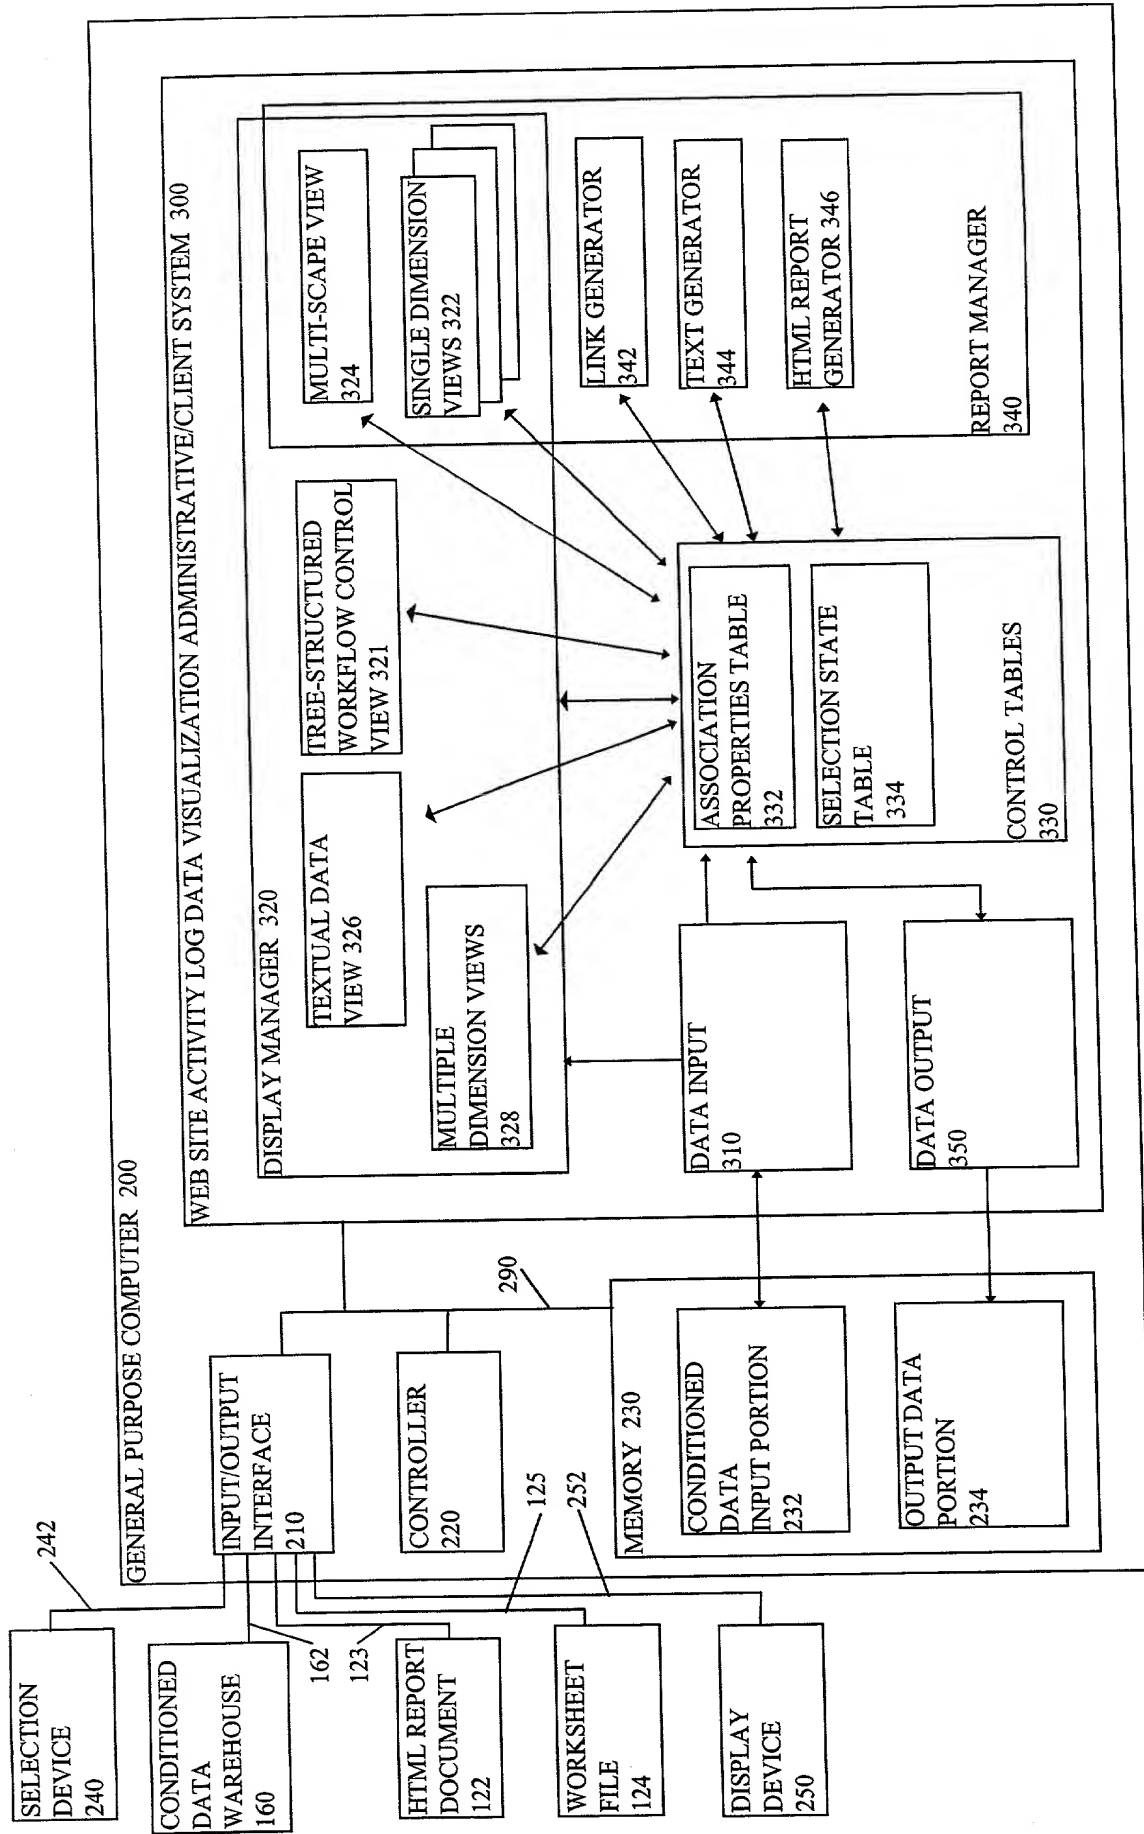 SELECTION
DEVICE
240
242
CONDITIONED
DATA
WAREHOUSE
160
162
123
HTML REPORT
DOCUMENT
122
WORKSHEET
FILE
124
125
252
DISPLAY
DEVICE
250
GENERAL PURPOSE COMPUTER 200
INPUT/OUTPUT
INTERFACE
210
CONTROLLER
220
290
MEMORY 230
CONDITIONED
DATA
INPUT PORTION
232
OUTPUT DATA
PORTION
234
WEB SITE ACTIVITY LOG DATA VISUALIZATION ADMINISTRATIVE/CLIENT SYSTEM 300
DISPLAY MANAGER 320
TEXTUAL DATA
VIEW 326
TREE-STRUCTURED
WORKFLOW CONTROL
VIEW 321
MULTI-SCAPE VIEW
324
SINGLE DIMENSION
VIEWS 322
MULTIPLE
DIMENSION VIEWS
328
LINK GENERATOR
342
TEXT GENERATOR
344
HTML REPORT
GENERATOR 346
REPORT MANAGER
340
DATA INPUT
310
ASSOCIATION
PROPERTIES TABLE
332
SELECTION STATE
TABLE
334
CONTROL TABLES
330
DATA OUTPUT
350